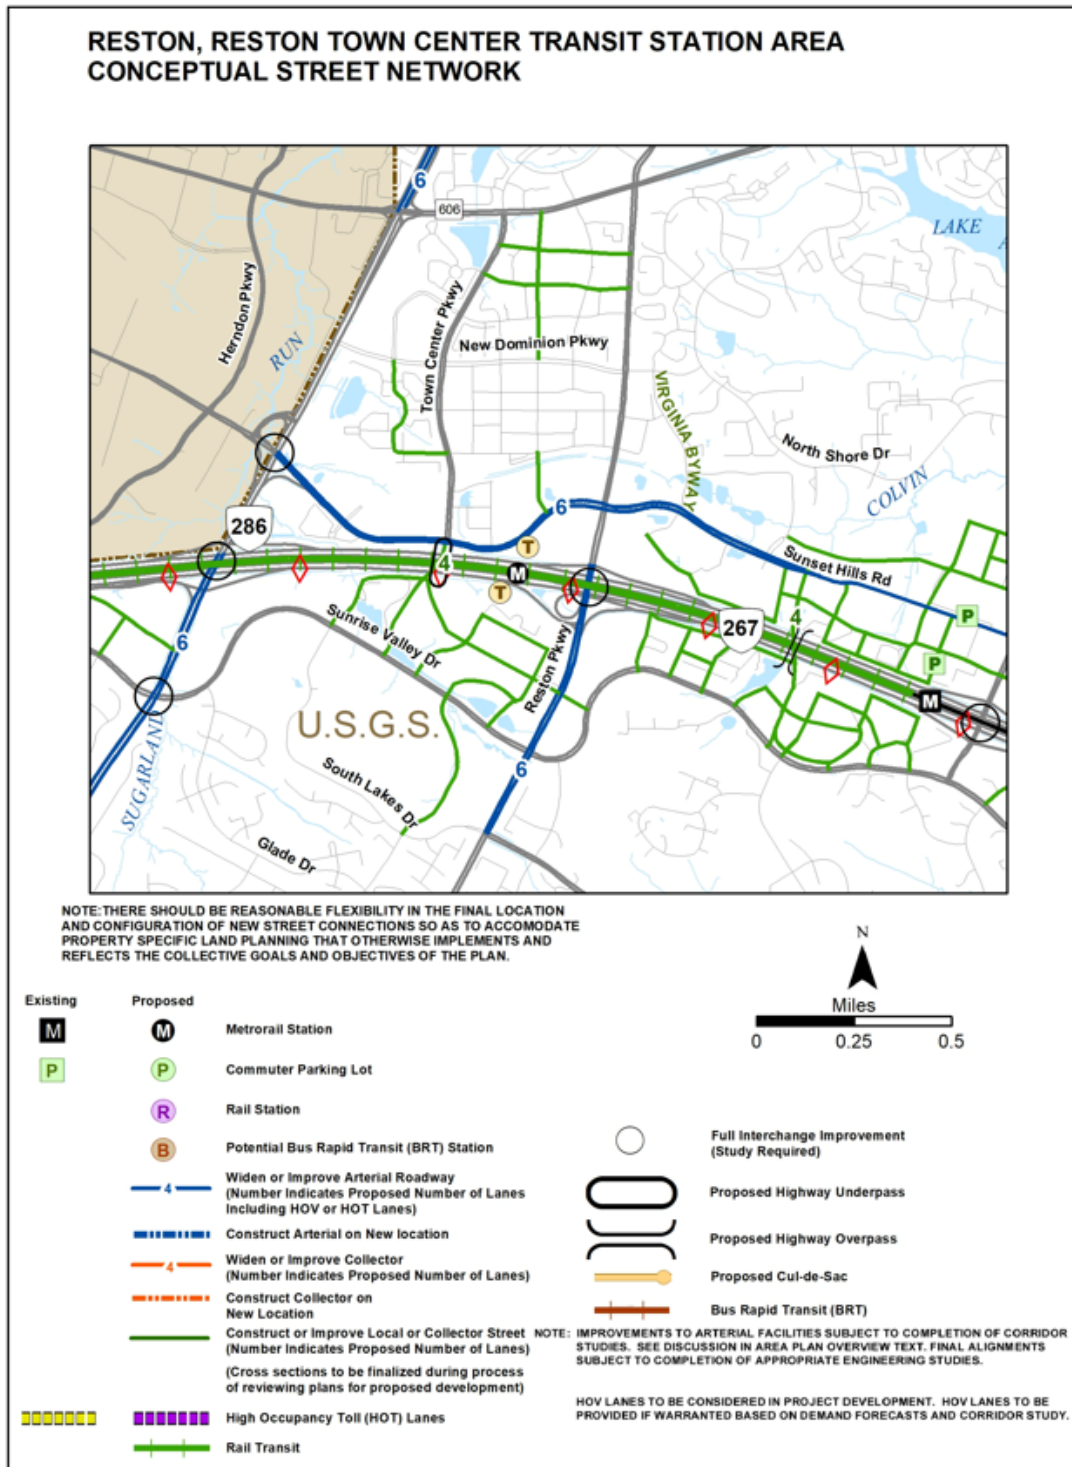 RESTON, RESTON TOWN CENTER TRANSIT STATION AREA
CONCEPTUAL STREET NETWORK
6
606
LAKE
A
Herndon Pkwy
RUN
Town Center Pkwy
New Dominion Pkwy
VIRGINIA BYWAY
North Shore Dr
COLVIN
286
6
T
4
M
T
Sunset Hills Rd
P
267
4
P
M
Sunrise Valley Dr
Reston Pkwy
6
U.S.G.S.
SUGARLAND
6
South Lakes Dr
Glade Dr
NOTE:THERE SHOULD BE REASONABLE FLEXIBILITY IN THE FINAL LOCATION
AND CONFIGURATION OF NEW STREET CONNECTIONS SO AS TO ACCOMODATE
PROPERTY SPECIFIC LAND PLANNING THAT OTHERWISE IMPLEMENTS AND
REFLECTS THE COLLECTIVE GOALS AND OBJECTIVES OF THE PLAN.
N
Miles
0 0.25 0.5
Existing Proposed
M M Metrorail Station
P P Commuter Parking Lot
R Rail Station
B Potential Bus Rapid Transit (BRT) Station
4 Widen or Improve Arterial Roadway
(Number Indicates Proposed Number of Lanes
Including HOV or HOT Lanes)
Construct Arterial on New location
4 Widen or Improve Collector
(Number Indicates Proposed Number of Lanes)
Construct Collector on
New Location
Construct or Improve Local or Collector Street
(Number Indicates Proposed Number of Lanes)
(Cross sections to be finalized during process
of reviewing plans for proposed development)
High Occupancy Toll (HOT) Lanes
Rail Transit
Full Interchange Improvement
(Study Required)
Proposed Highway Underpass
Proposed Highway Overpass
Proposed Cul-de-Sac
Bus Rapid Transit (BRT)
NOTE: IMPROVEMENTS TO ARTERIAL FACILITIES SUBJECT TO COMPLETION OF CORRIDOR
STUDIES. SEE DISCUSSION IN AREA PLAN OVERVIEW TEXT. FINAL ALIGNMENTS
SUBJECT TO COMPLETION OF APPROPRIATE ENGINEERING STUDIES.
HOV LANES TO BE CONSIDERED IN PROJECT DEVELOPMENT. HOV LANES TO BE
PROVIDED IF WARRANTED BASED ON DEMAND FORECASTS AND CORRIDOR STUDY.